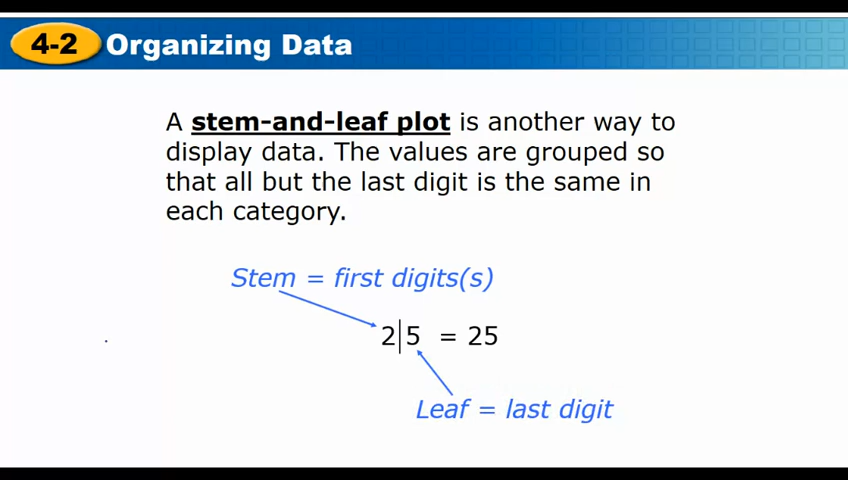 4-2 Organizing Data
A stem-and-leaf plot is another way to
display data. The values are grouped so
that all but the last digit is the same in
each category.
Stem = first digits(s)
2|5 = 25
Leaf = last digit